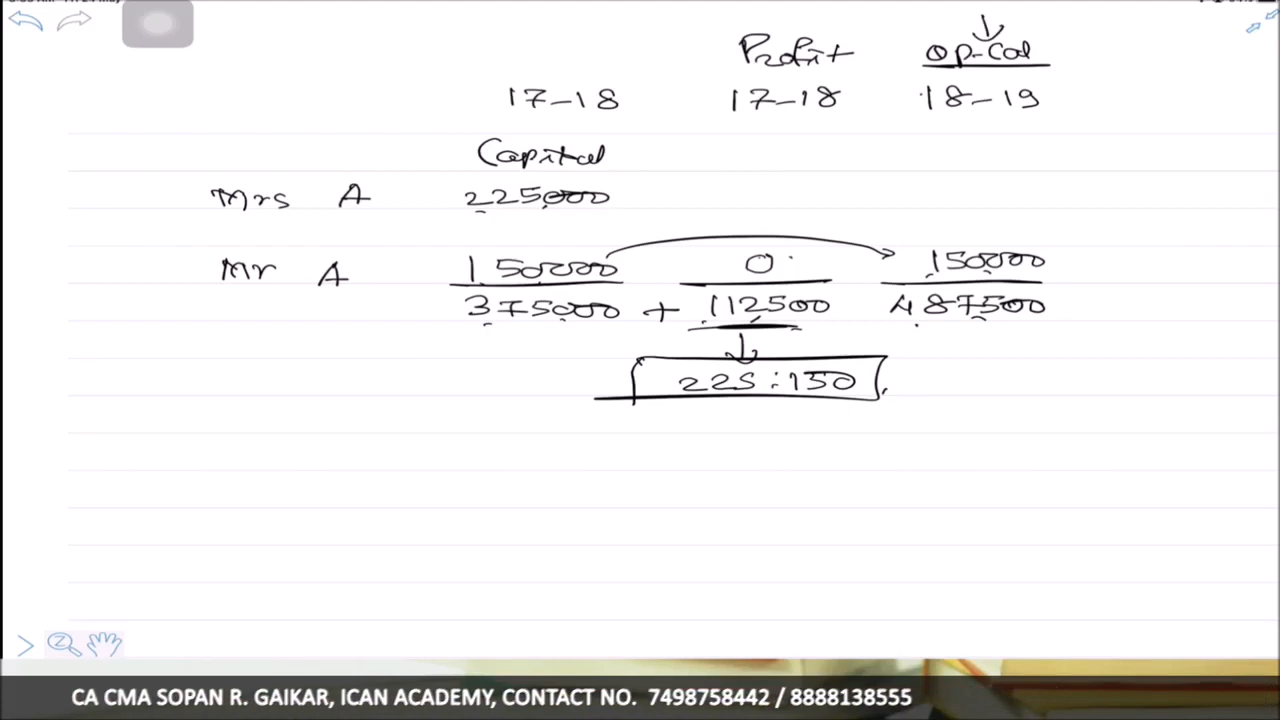 Profit Op-Cal
17-18 17-18 18-19
Capital
Mrs A 225000
Mr A 150000 0 150000
375000 + 112500 487500
225:150
CA CMA SOPAN R. GAIKAR, ICAN ACADEMY, CONTACT NO. 7498758442 / 8888138555